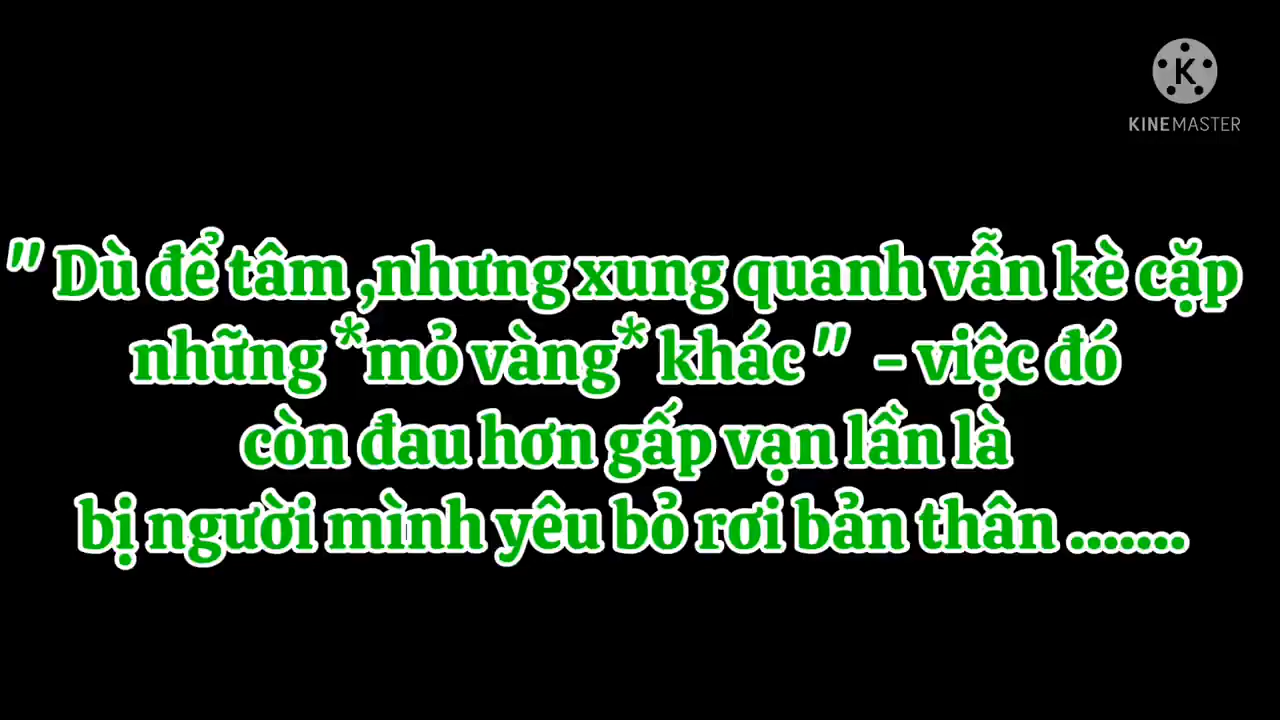 K
KINEMASTER
" Dù để tâm ,nhưng xung quanh vẫn kè cặp
những *mỏ vàng* khác " - việc đó
còn đau hơn gấp vạn lần là
bị người mình yêu bỏ rơi bản thân .......